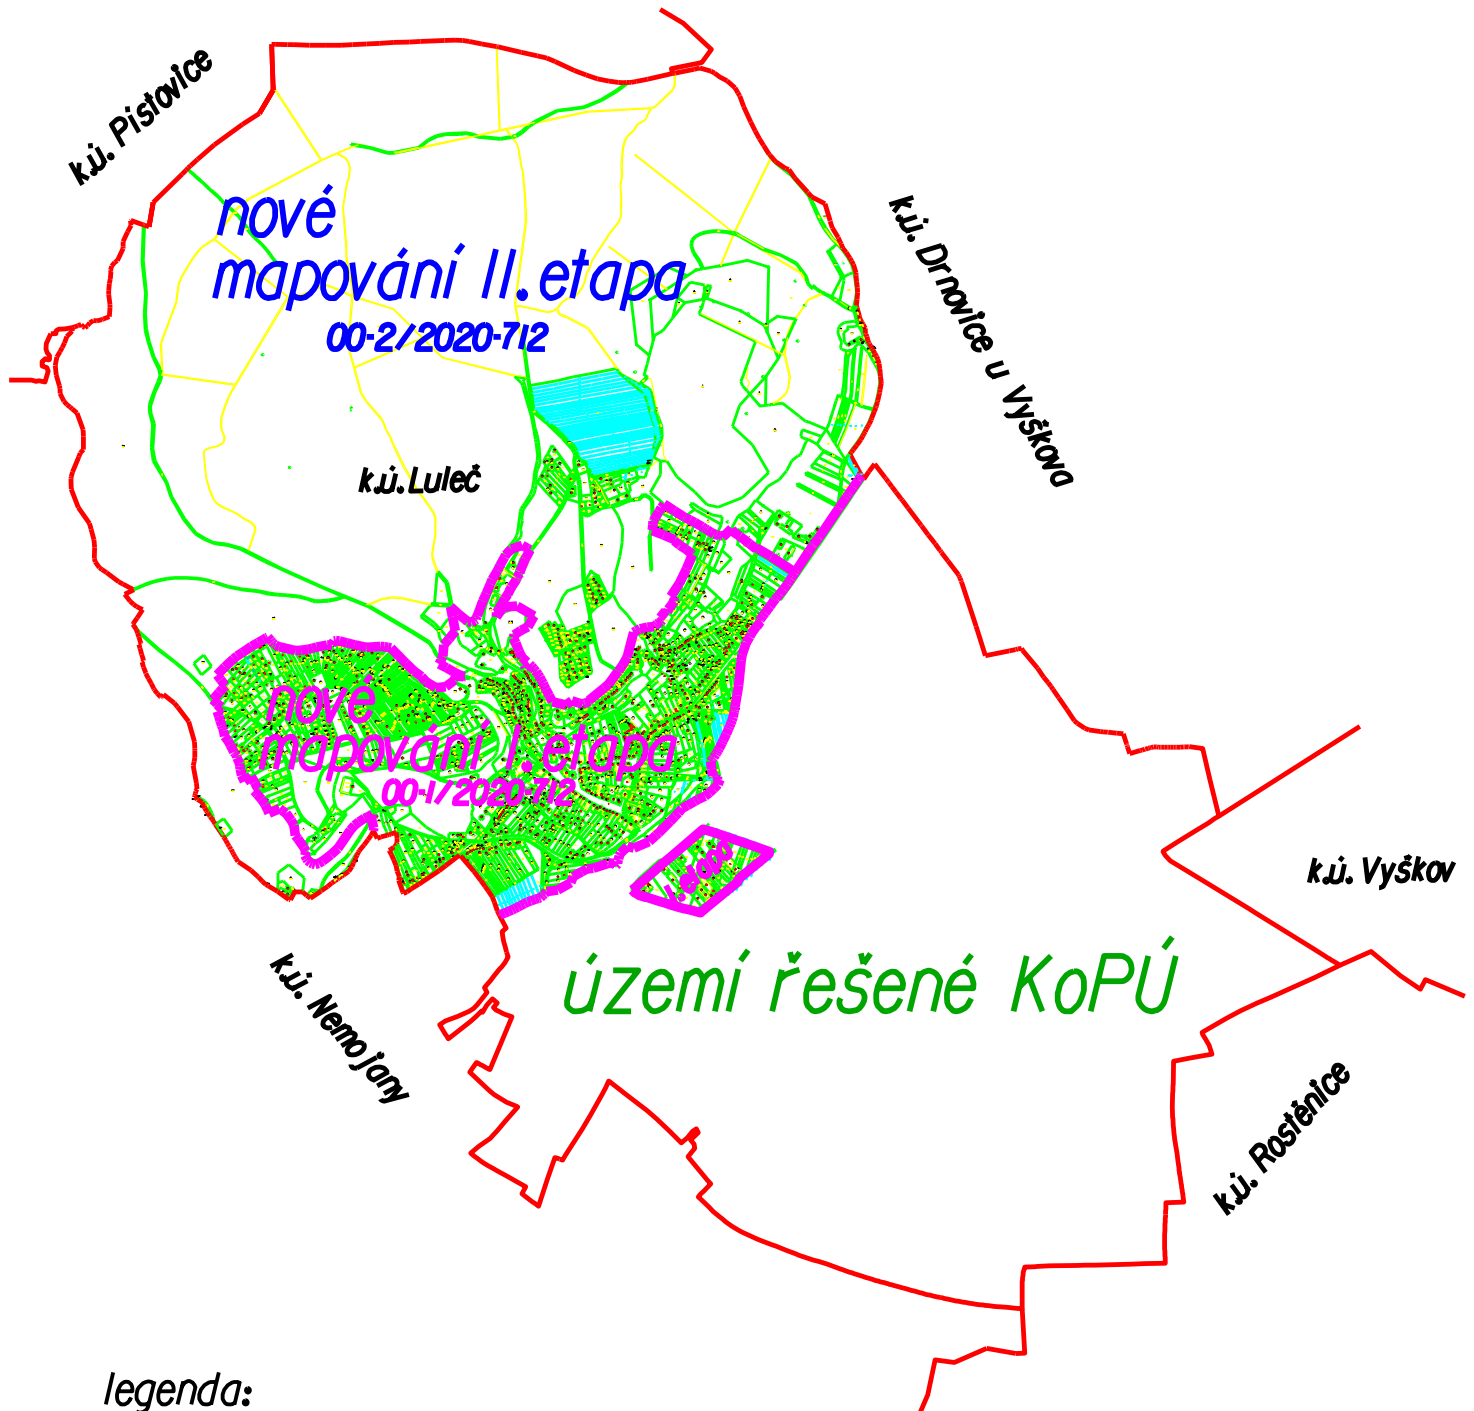 k.ú. Pístovice
nové
mapování II.etapa
00-2/2020-712
k.ú. Drnovice u Vyškova
k.ú.Luleč
nové
mapování I.etapa
00-1/2020-712
I. etapa
k.ú. Vyškov
území řešené KoPÚ
k.ú. Nemojany
k.ú. Rostěnice
legenda: